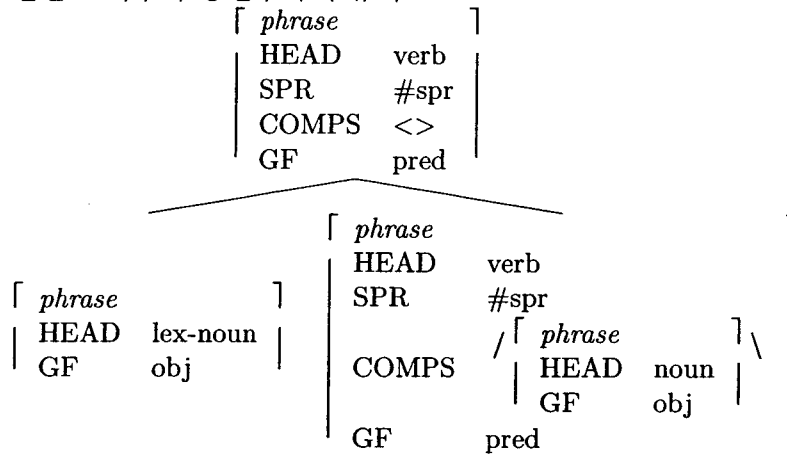 phrase
HEAD verb
SPR #spr
COMPS <>
GF pred
phrase
HEAD lex-noun
GF obj
phrase
HEAD verb
SPR #spr
COMPS / phrase \
HEAD noun
GF obj
GF pred